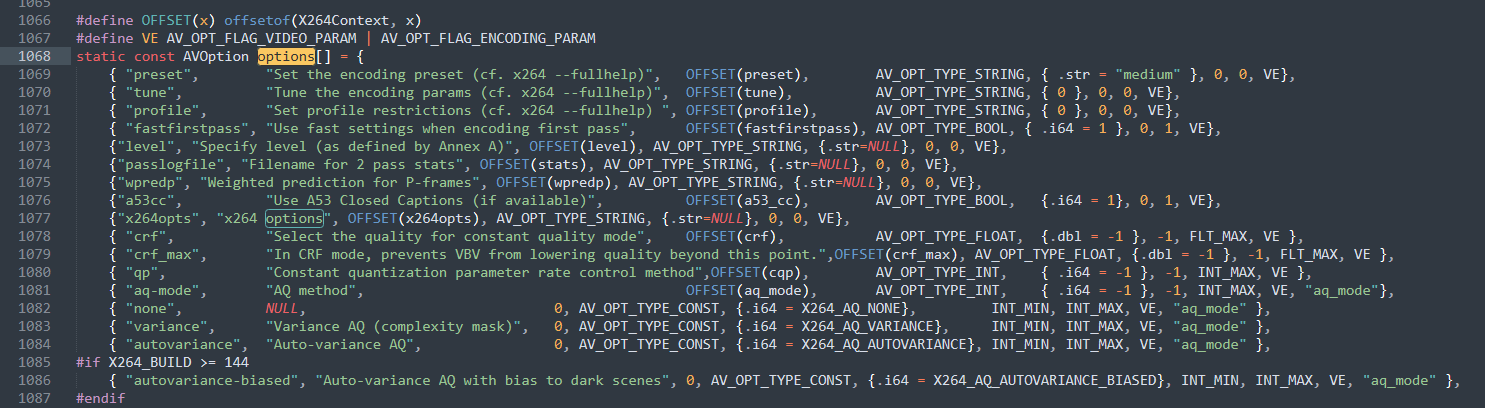 1065
1066 #define OFFSET(x) offsetof(X264Context, x)
1067 #define VE AV_OPT_FLAG_VIDEO_PARAM | AV_OPT_FLAG_ENCODING_PARAM
1068 static const AVOption options[] = {
1069 { "preset", "Set the encoding preset (cf. x264 --fullhelp)", OFFSET(preset), AV_OPT_TYPE_STRING, { .str = "medium" }, 0, 0, VE},
1070 { "tune", "Tune the encoding params (cf. x264 --fullhelp)", OFFSET(tune), AV_OPT_TYPE_STRING, { 0 }, 0, 0, VE},
1071 { "profile", "Set profile restrictions (cf. x264 --fullhelp) ", OFFSET(profile), AV_OPT_TYPE_STRING, { 0 }, 0, 0, VE},
1072 { "fastfirstpass", "Use fast settings when encoding first pass", OFFSET(fastfirstpass), AV_OPT_TYPE_BOOL, { .i64 = 1 }, 0, 1, VE},
1073 {"level", "Specify level (as defined by Annex A)", OFFSET(level), AV_OPT_TYPE_STRING, {.str=NULL}, 0, 0, VE},
1074 {"passlogfile", "Filename for 2 pass stats", OFFSET(stats), AV_OPT_TYPE_STRING, {.str=NULL}, 0, 0, VE},
1075 {"wpredp", "Weighted prediction for P-frames", OFFSET(wpredp), AV_OPT_TYPE_STRING, {.str=NULL}, 0, 0, VE},
1076 {"a53cc", "Use A53 Closed Captions (if available)", OFFSET(a53_cc), AV_OPT_TYPE_BOOL, {.i64 = 1}, 0, 1, VE},
1077 {"x264opts", "x264 options", OFFSET(x264opts), AV_OPT_TYPE_STRING, {.str=NULL}, 0, 0, VE},
1078 { "crf", "Select the quality for constant quality mode", OFFSET(crf), AV_OPT_TYPE_FLOAT, {.dbl = -1 }, -1, FLT_MAX, VE },
1079 { "crf_max", "In CRF mode, prevents VBV from lowering quality beyond this point.",OFFSET(crf_max), AV_OPT_TYPE_FLOAT, {.dbl = -1 }, -1, FLT_MAX, VE },
1080 { "qp", "Constant quantization parameter rate control method",OFFSET(cqp), AV_OPT_TYPE_INT, { .i64 = -1 }, -1, INT_MAX, VE },
1081 { "aq-mode", "AQ method", OFFSET(aq_mode), AV_OPT_TYPE_INT, { .i64 = -1 }, -1, INT_MAX, VE, "aq_mode"},
1082 { "none", NULL, 0, AV_OPT_TYPE_CONST, {.i64 = X264_AQ_NONE}, INT_MIN, INT_MAX, VE, "aq_mode" },
1083 { "variance", "Variance AQ (complexity mask)", 0, AV_OPT_TYPE_CONST, {.i64 = X264_AQ_VARIANCE}, INT_MIN, INT_MAX, VE, "aq_mode" },
1084 { "autovariance", "Auto-variance AQ", 0, AV_OPT_TYPE_CONST, {.i64 = X264_AQ_AUTOVARIANCE}, INT_MIN, INT_MAX, VE, "aq_mode" },
1085 #if X264_BUILD >= 144
1086 { "autovariance-biased", "Auto-variance AQ with bias to dark scenes", 0, AV_OPT_TYPE_CONST, {.i64 = X264_AQ_AUTOVARIANCE_BIASED}, INT_MIN, INT_MAX, VE, "aq_mode" },
1087 #endif